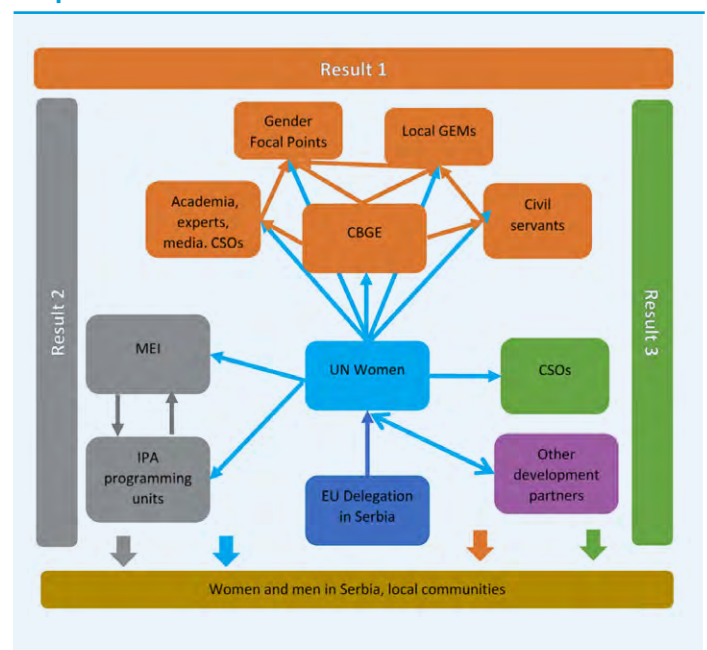 Result 1
Gender
Focal Points
Local GEMs
Academia,
experts,
media. CSOs
CBGE
Civil
servants
Result 2
Result 3
MEI
UN Women
CSOs
IPA
programming
units
EU Delegation
in Serbia
Other
development
partners
Women and men in Serbia, local communities